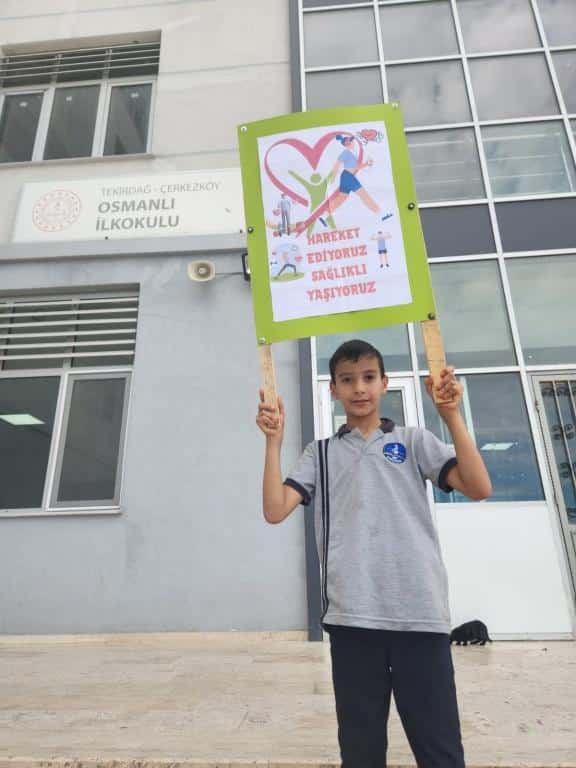 TEKİRDAĞ - ÇERKEZKÖY
OSMANLI
İLKOKULU
HAREKET
EDİYORUZ
SAĞLIKLI
YAŞIYORUZ